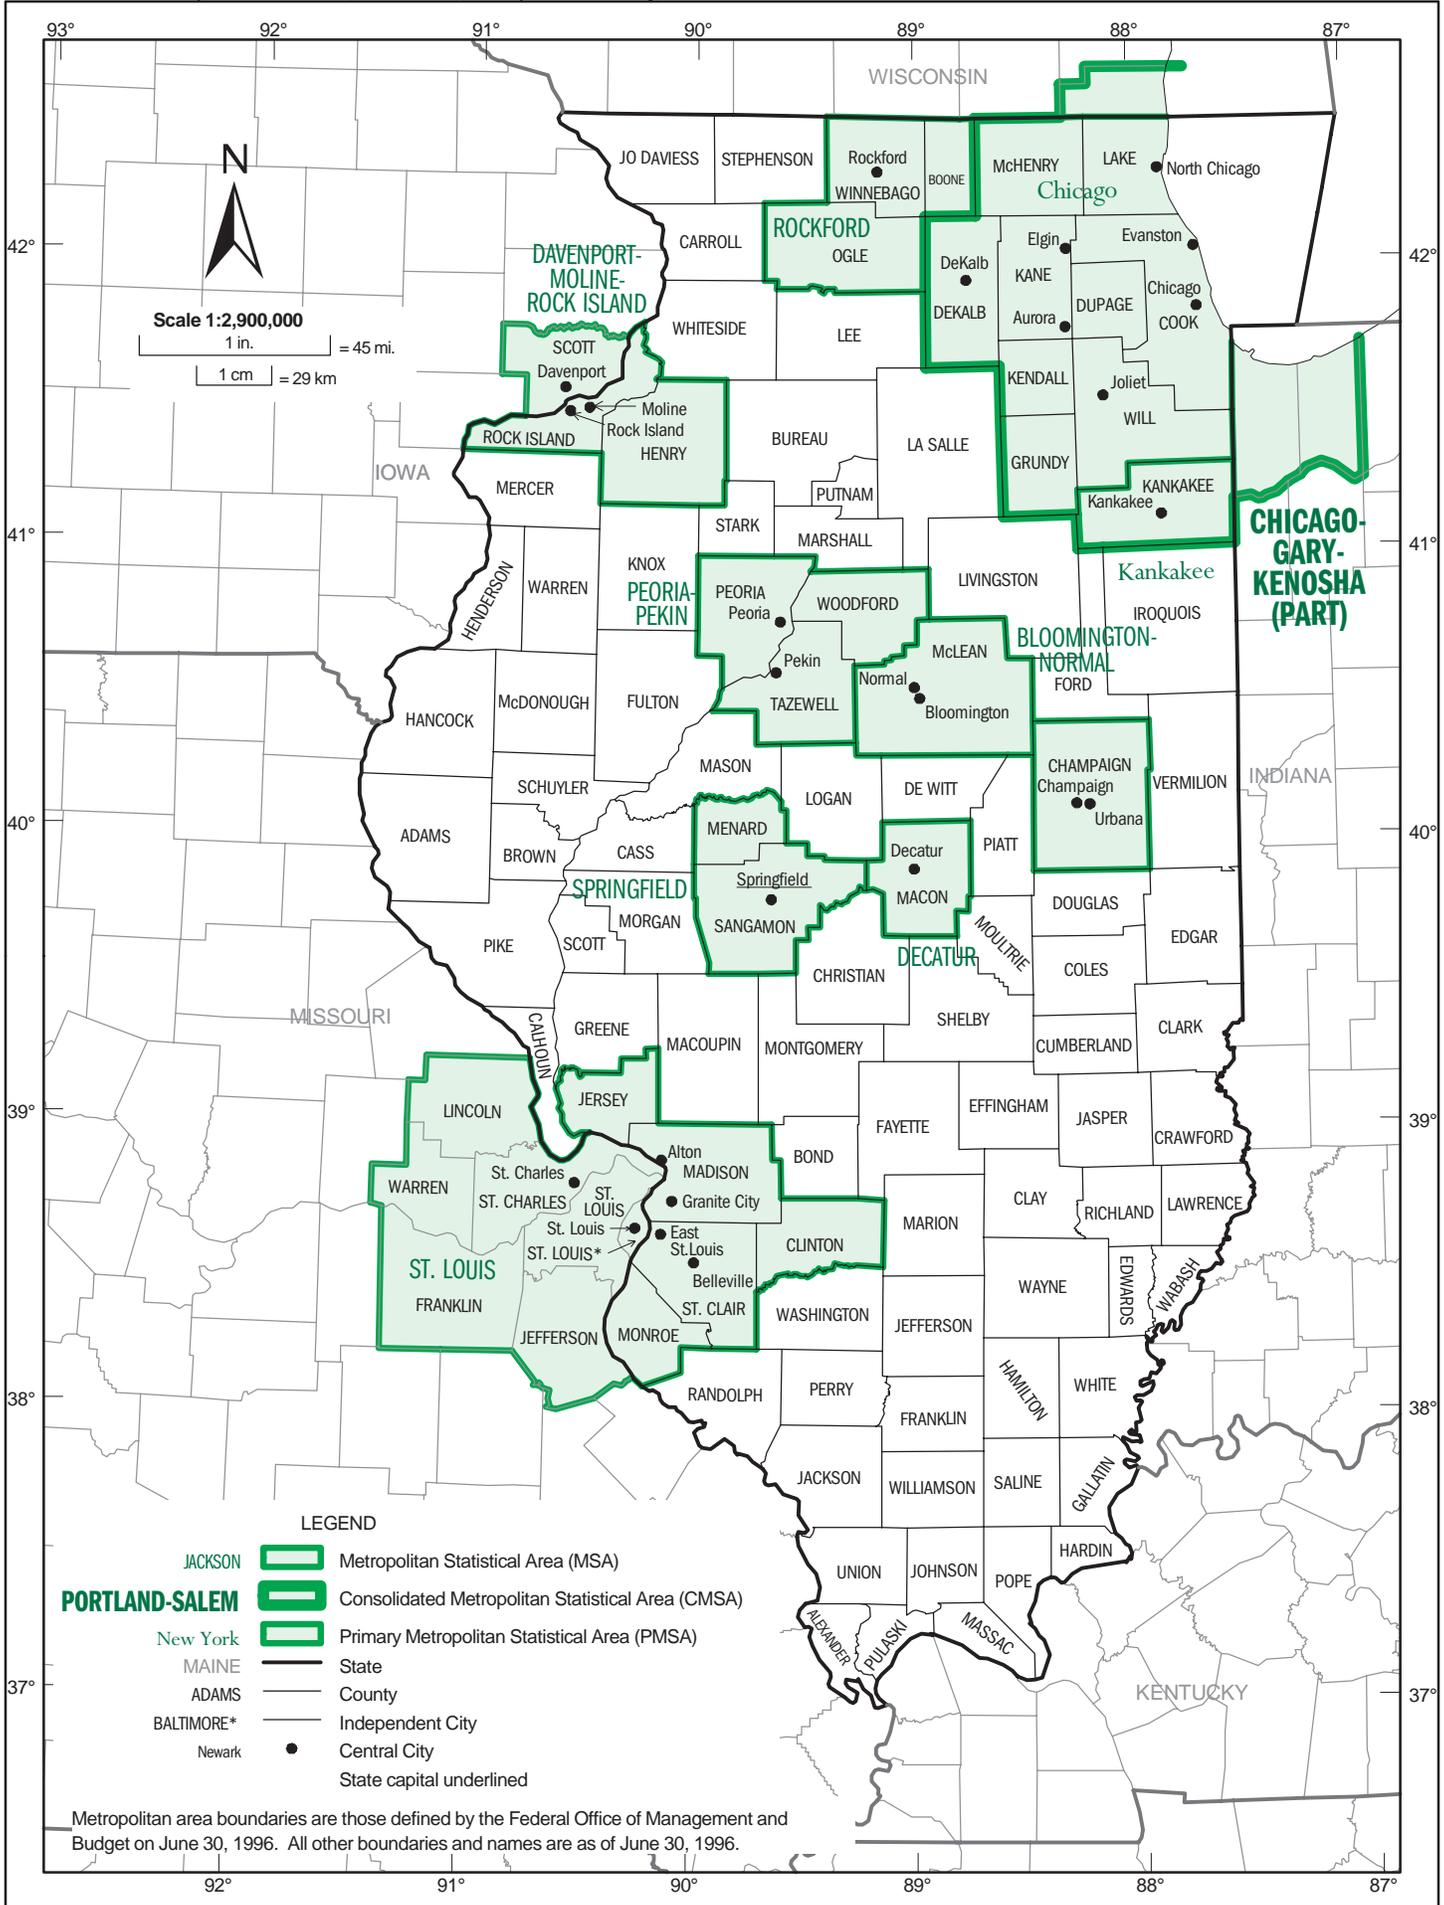 93° 92° 91° 90° 89° 88° 87°
WISCONSIN
N
JO DAVIESS
STEPHENSON
Rockford
WINNEBAGO
BOONE
McHENRY
LAKE
North Chicago
Chicago
42°
42°
CARROLL
ROCKFORD
OGLE
Elgin
Evanston
DeKalb
KANE
DEKALB
DUPAGE
Chicago
COOK
Aurora
DAVENPORT-
MOLINE-
ROCK ISLAND
Scale 1:2,900,000
1 in.
= 45 mi.
1 cm
= 29 km
WHITESIDE
LEE
SCOTT
Davenport
KENDALL
Joliet
WILL
Moline
Rock Island
ROCK ISLAND
HENRY
BUREAU
LA SALLE
GRUNDY
IOWA
MERCER
PUTNAM
KANKAKEE
Kankakee
STARK
MARSHALL
41°
41°
CHICAGO-
GARY-
KENOSHA
(PART)
KNOX
HENDERSON
WARREN
PEORIA-
PEKIN
PEORIA
Peoria
WOODFORD
LIVINGSTON
Kankakee
IROQUOIS
BLOOMINGTON-
NORMAL
McLEAN
FORD
Pekin
Normal
Bloomington
TAZEWELL
HANCOCK
McDONOUGH
FULTON
MASON
SCHUYLER
LOGAN
DE WITT
CHAMPAIGN
Champaign
Urbana
VERMILION
INDIANA
40°
40°
ADAMS
BROWN
CASS
MENARD
Decatur
MACON
PIATT
SPRINGFIELD
Springfield
SANGAMON
DOUGLAS
MORGAN
PIKE
SCOTT
MOULTRIE
EDGAR
DECATUR
CHRISTIAN
COLES
MISSOURI
CALHOUN
GREENE
MACOUPIN
MONTGOMERY
SHELBY
CUMBERLAND
CLARK
39°
39°
LINCOLN
JERSEY
FAYETTE
EFFINGHAM
JASPER
CRAWFORD
Alton
MADISON
BOND
WARREN
St. Charles
ST. CHARLES
ST.
LOUIS
Granite City
CLAY
RICHLAND
LAWRENCE
St. Louis
ST. LOUIS*
East
St.Louis
CLINTON
MARION
ST. LOUIS
Belleville
ST. CLAIR
FRANKLIN
WAYNE
EDWARDS
WABASH
WASHINGTON
JEFFERSON
JEFFERSON
MONROE
38°
38°
RANDOLPH
PERRY
HAMILTON
WHITE
FRANKLIN
JACKSON
WILLIAMSON
SALINE
GALLATIN
UNION
JOHNSON
POPE
HARDIN
ALEXANDER
PULASKI
MASSAC
37°
37°
KENTUCKY
LEGEND
JACKSON Metropolitan Statistical Area (MSA)
PORTLAND-SALEM Consolidated Metropolitan Statistical Area (CMSA)
New York Primary Metropolitan Statistical Area (PMSA)
MAINE State
ADAMS County
BALTIMORE* Independent City
Newark Central City
State capital underlined
Metropolitan area boundaries are those defined by the Federal Office of Management and
Budget on June 30, 1996. All other boundaries and names are as of June 30, 1996.
92° 91° 90° 89° 88° 87°